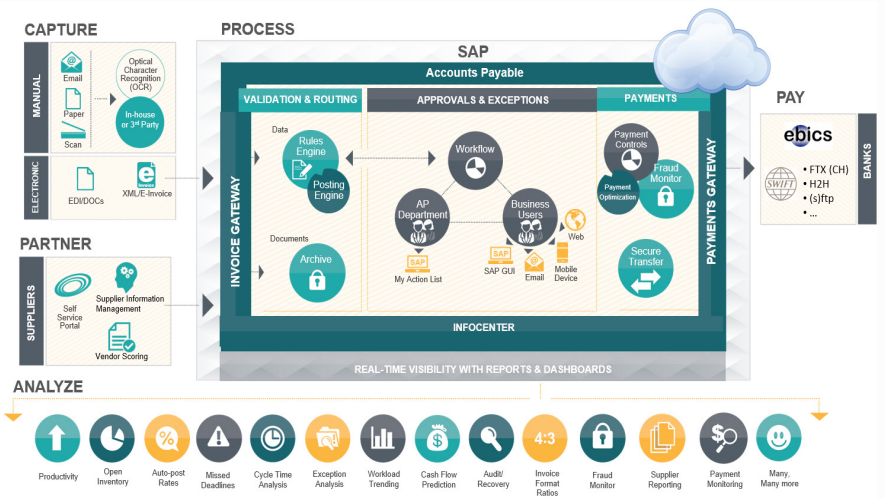 CAPTURE
MANUAL
Email
Paper
Scan
Optical
Character
Recognition
(OCR)
In-house
or 3rd Party
ELECTRONIC
EDI/DOCs
e
Invoice
XML/E-Invoice
PARTNER
SUPPLIERS
Self
Service
Portal
Supplier Information
Management
Vendor Scoring
PROCESS
SAP
Accounts Payable
INVOICE GATEWAY
VALIDATION & ROUTING
Data
Rules
Engine
Posting
Engine
Documents
Archive
APPROVALS & EXCEPTIONS
Workflow
AP
Department
Business
Users
SAP
My Action List
SAP
SAP GUI
Email
Mobile
Device
Web
PAYMENTS
Payment
Controls
Payment
Optimization
Fraud
Monitor
Secure
Transfer
PAYMENTS GATEWAY
INFOCENTER
REAL-TIME VISIBILITY WITH REPORTS & DASHBOARDS
PAY
ebics
SWIFT
• FTX (CH)
• H2H
• (s)ftp
• ...
BANKS
ANALYZE
4:3
Productivity
Open
Inventory
Auto-post
Rates
Missed
Deadlines
Cycle Time
Analysis
Exception
Analysis
Workload
Trending
Cash Flow
Prediction
Audit/
Recovery
Invoice
Format
Ratios
Fraud
Monitor
Supplier
Reporting
Payment
Monitoring
Many,
Many more